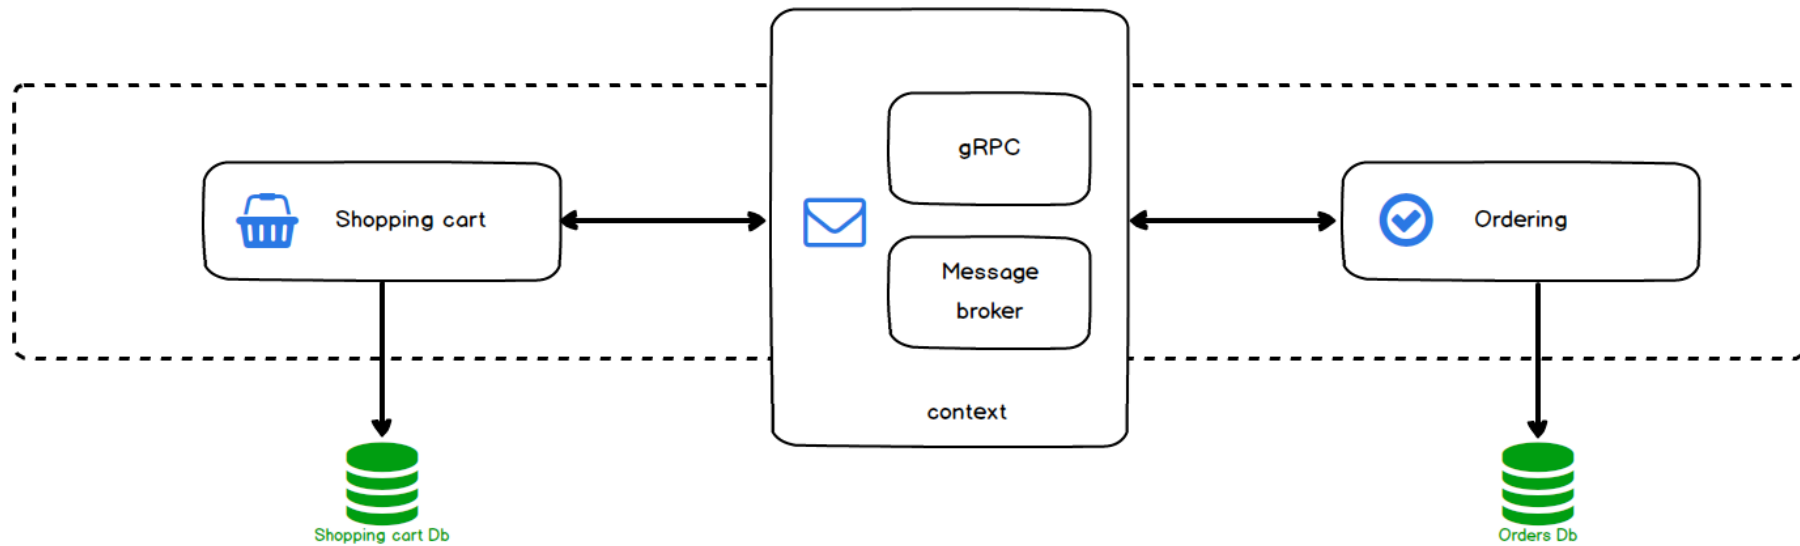 gRPC
Shopping cart
Ordering
Message
broker
context
Shopping cart Db
Orders Db